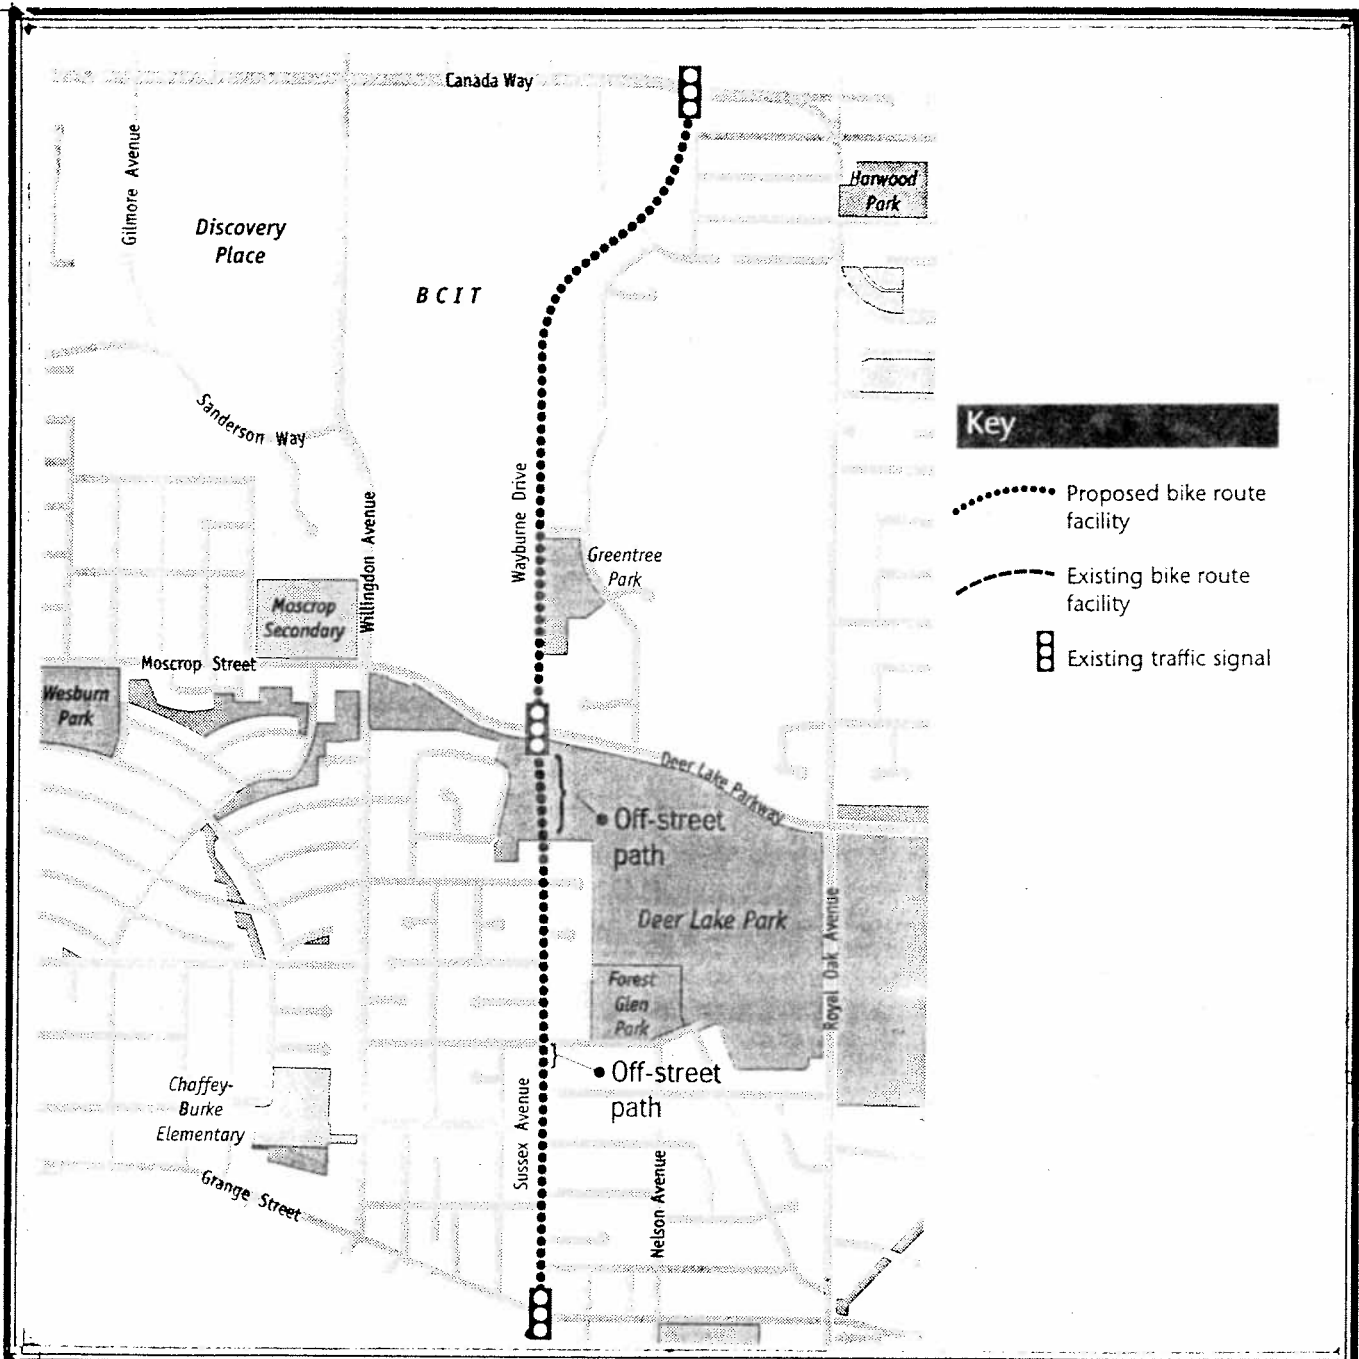 Canada Way
Gilmore Avenue
Harwood
Park
Discovery
Place
BCIT
Sanderson Way
Key
Willingdon Avenue
Wayburne Drive
Proposed bike route
facility
Greentree
Park
Existing bike route
facility
Moscrop
Secondary
Moscrop Street
Existing traffic signal
Wesburn
Park
Deer Lake Parkway
Off-street
path
Deer Lake Park
Royal Oak Avenue
Forest
Glen
Park
Off-street
path
Chaffey-
Burke
Elementary
Sussex Avenue
Grange Street
Nelson Avenue